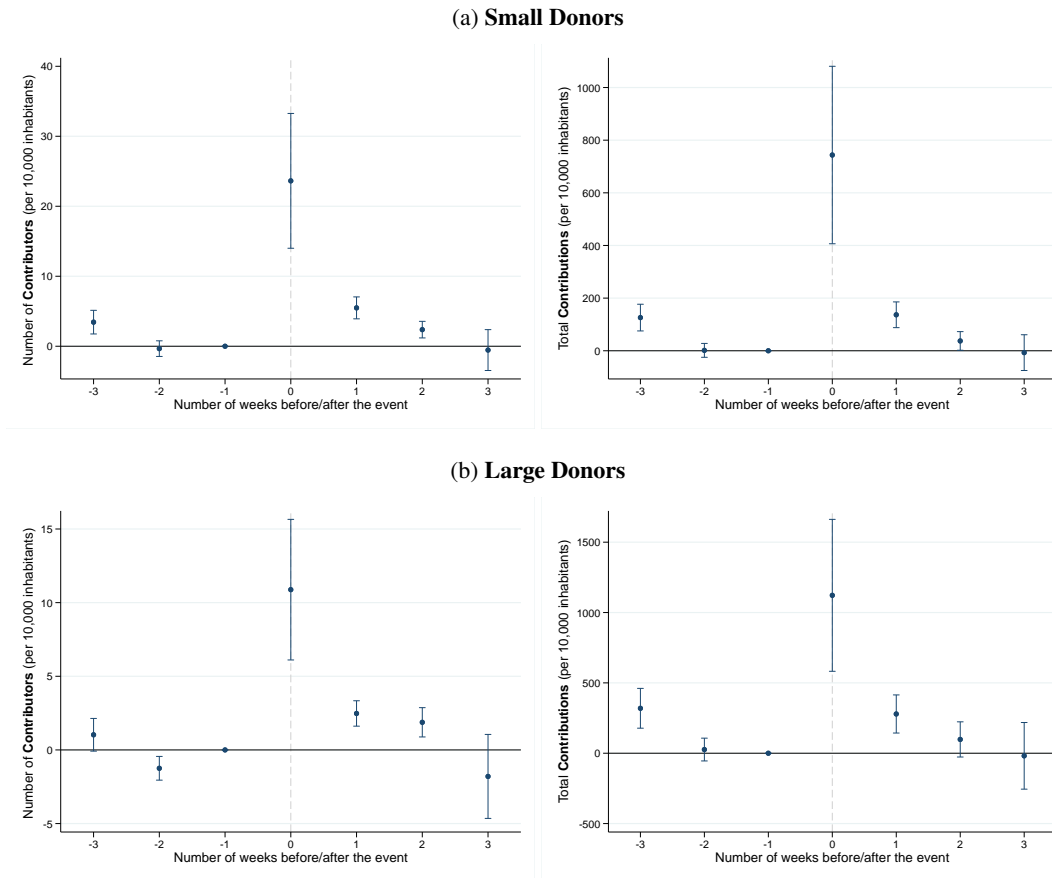 (a) Small Donors
Number of Contributors (per 10,000 inhabitants)
40
30
20
10
0
-3 -2 -1 0 1 2 3
Number of weeks before/after the event
Total Contributions (per 10,000 inhabitants)
1000
800
600
400
200
0
-3 -2 -1 0 1 2 3
Number of weeks before/after the event
(b) Large Donors
Number of Contributors (per 10,000 inhabitants)
15
10
5
0
-5
-3 -2 -1 0 1 2 3
Number of weeks before/after the event
Total Contributions (per 10,000 inhabitants)
1500
1000
500
0
-500
-3 -2 -1 0 1 2 3
Number of weeks before/after the event